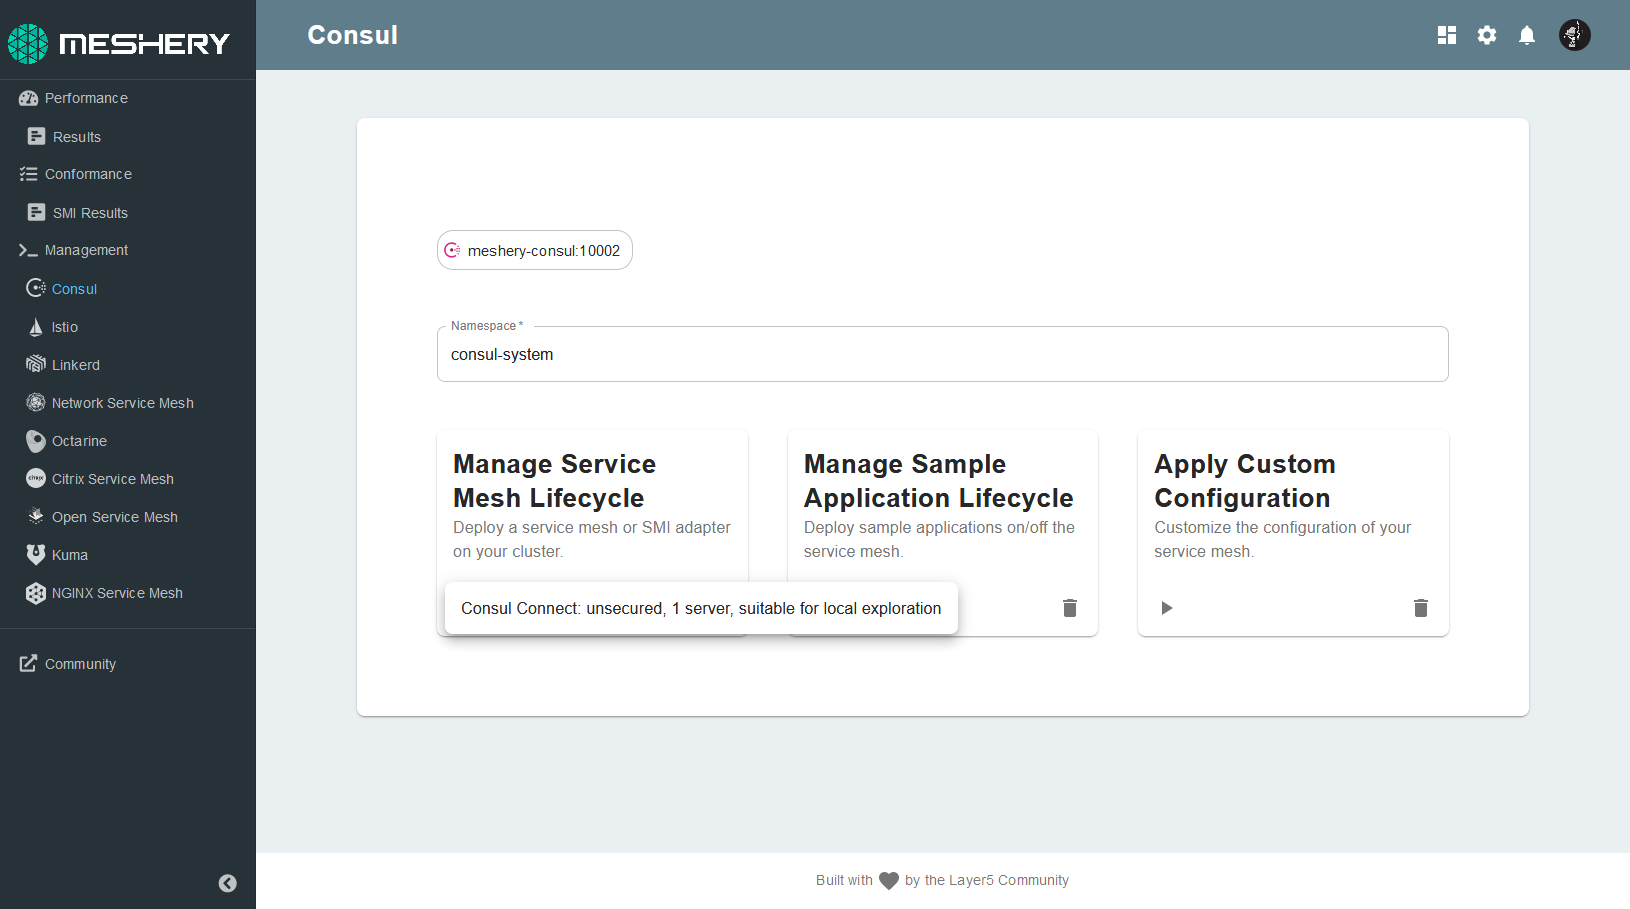 MESHERY
Consul
Performance
Results
Conformance
SMI Results
Management
Consul
Istio
Linkerd
Network Service Mesh
Octarine
Citrix Service Mesh
Open Service Mesh
Kuma
NGINX Service Mesh
Community
meshery-consul:10002
Namespace *
consul-system
Manage Service
Mesh Lifecycle
Deploy a service mesh or SMI adapter
on your cluster.
Manage Sample
Application Lifecycle
Deploy sample applications on/off the
service mesh.
Apply Custom
Configuration
Customize the configuration of your
service mesh.
Consul Connect: unsecured, 1 server, suitable for local exploration
Built with by the Layer5 Community